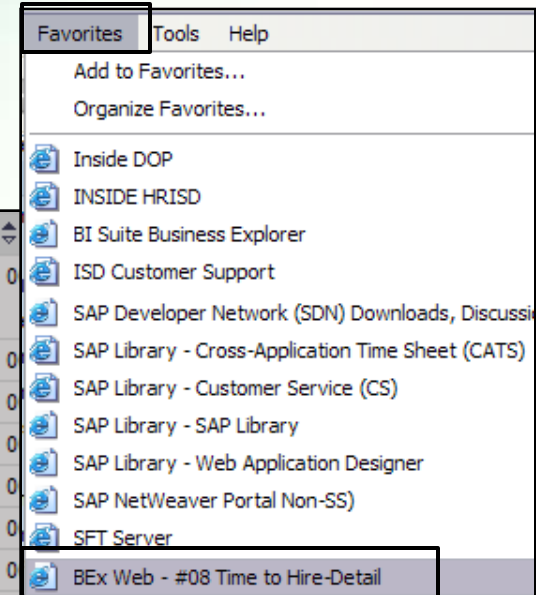 Favorites Tools Help
Add to Favorites...
Organize Favorites...
Inside DOP
INSIDE HRISD
BI Suite Business Explorer
ISD Customer Support
SAP Developer Network (SDN) Downloads, Discussi
SAP Library - Cross-Application Time Sheet (CATS)
SAP Library - Customer Service (CS)
SAP Library - SAP Library
SAP Library - Web Application Designer
SAP NetWeaver Portal Non-SS)
SFT Server
BEx Web - #08 Time to Hire-Detail